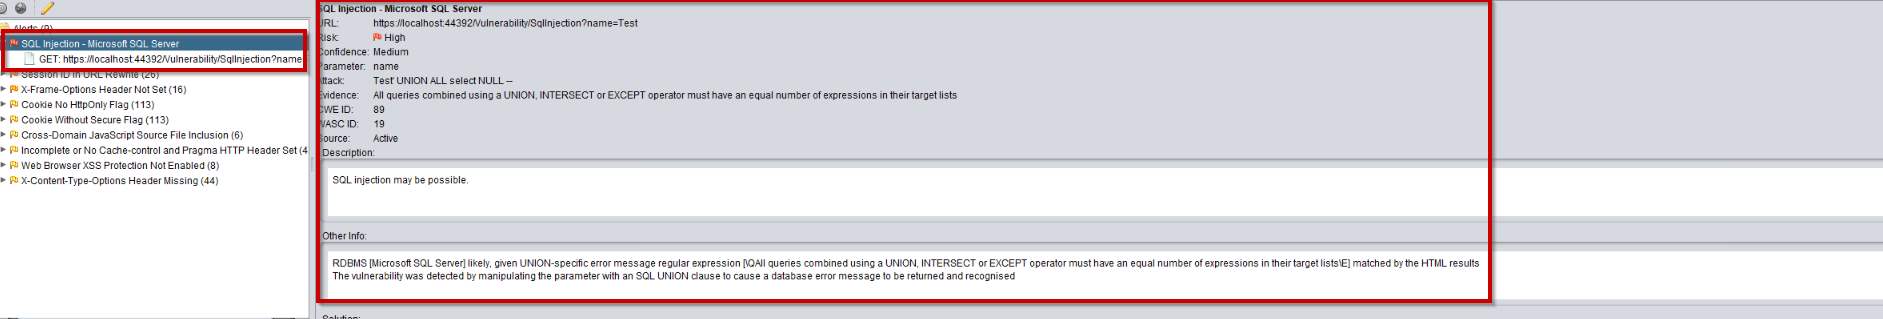 Alerts (9)
SQL Injection - Microsoft SQL Server
GET: https://localhost:44392/Vulnerability/SqlInjection?name
Session ID in URL Rewrite (26)
X-Frame-Options Header Not Set (16)
Cookie No HttpOnly Flag (113)
Cookie Without Secure Flag (113)
Cross-Domain JavaScript Source File Inclusion (6)
Incomplete or No Cache-control and Pragma HTTP Header Set (4
Web Browser XSS Protection Not Enabled (8)
X-Content-Type-Options Header Missing (44)
SQL Injection - Microsoft SQL Server
URL: https://localhost:44392/Vulnerability/SqlInjection?name=Test
Risk: High
Confidence: Medium
Parameter: name
Attack: Test' UNION ALL select NULL --
Evidence: All queries combined using a UNION, INTERSECT or EXCEPT operator must have an equal number of expressions in their target lists
CWE ID: 89
WASC ID: 19
Source: Active
Description:
SQL injection may be possible.
Other Info:
RDBMS [Microsoft SQL Server] likely, given UNION-specific error message regular expression [\QAll queries combined using a UNION, INTERSECT or EXCEPT operator must have an equal number of expressions in their target lists\E] matched by the HTML results
The vulnerability was detected by manipulating the parameter with an SQL UNION clause to cause a database error message to be returned and recognised
Solution: